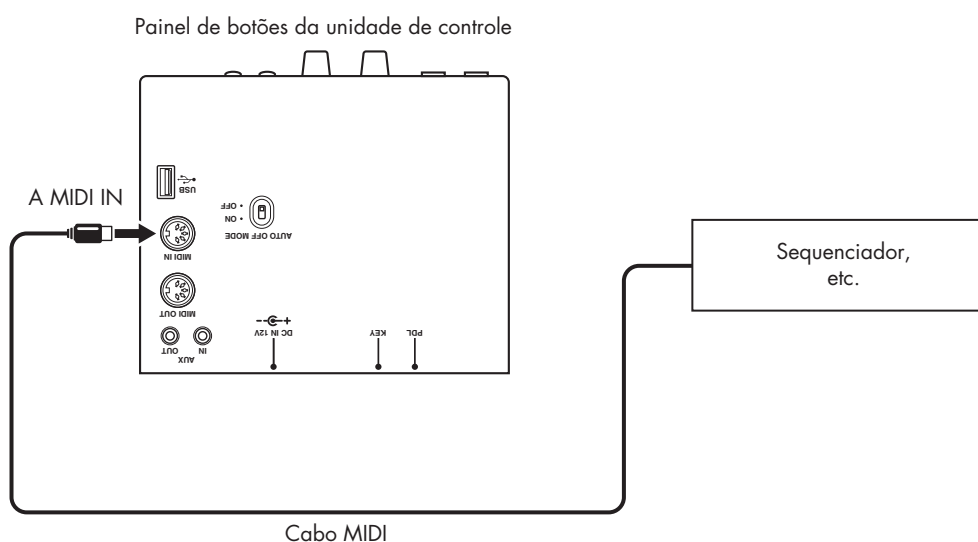 Painel de botões da unidade de controle
A MIDI IN
USB
OFF
ON
AUTO OFF MODE
MIDI IN
MIDI OUT
OUT
IN
AUX
DC IN 12V
KEY
PDL
Sequenciador,
etc.
Cabo MIDI